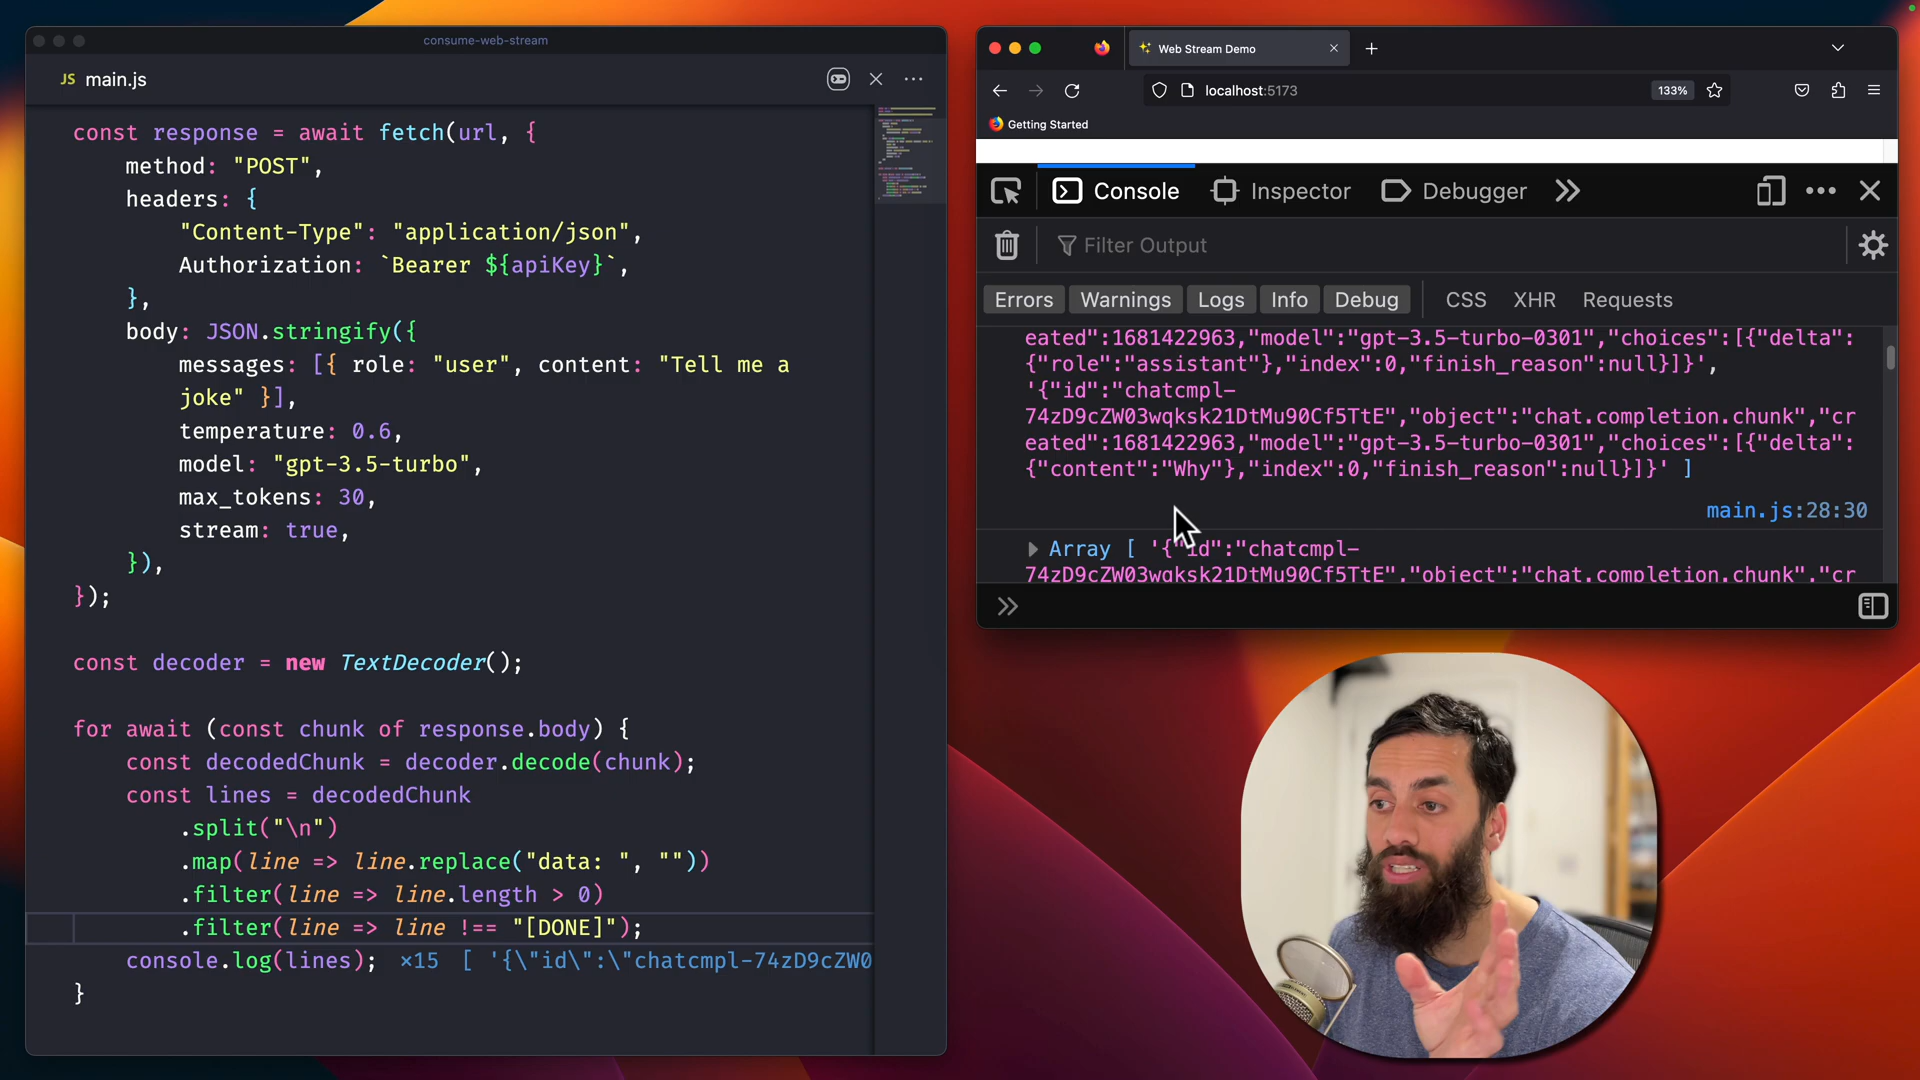 consume-web-stream
JS main.js
const response = await fetch(url, {
method: "POST",
headers: {
"Content-Type": "application/json",
Authorization: `Bearer ${apiKey}`,
},
body: JSON.stringify({
messages: [{ role: "user", content: "Tell me a
joke" }],
temperature: 0.6,
model: "gpt-3.5-turbo",
max_tokens: 30,
stream: true,
}),
});
const decoder = new TextDecoder();
for await (const chunk of response.body) {
const decodedChunk = decoder.decode(chunk);
const lines = decodedChunk
.split("\n")
.map(line => line.replace("data: ", ""))
.filter(line => line.length > 0)
.filter(line => line !== "[DONE]");
console.log(lines); ×15 [ '{\"id\":\"chatcmpl-74zD9cZW0
}
Web Stream Demo
localhost:5173
133%
Getting Started
Console
Inspector
Debugger
Filter Output
Errors Warnings Logs Info Debug CSS XHR Requests
eated":1681422963,"model":"gpt-3.5-turbo-0301","choices":[{"delta":
{"role":"assistant"},"index":0,"finish_reason":null}]}',
'{"id":"chatcmpl-
74zD9cZW03wqksk21DtMu90Cf5TtE","object":"chat.completion.chunk","cr
eated":1681422963,"model":"gpt-3.5-turbo-0301","choices":[{"delta":
{"content":"Why"},"index":0,"finish_reason":null}]}' ]
main.js:28:30
Array [ '{"id":"chatcmpl-
74zD9cZW03wqksk21DtMu90Cf5TtE","object":"chat.completion.chunk","cr